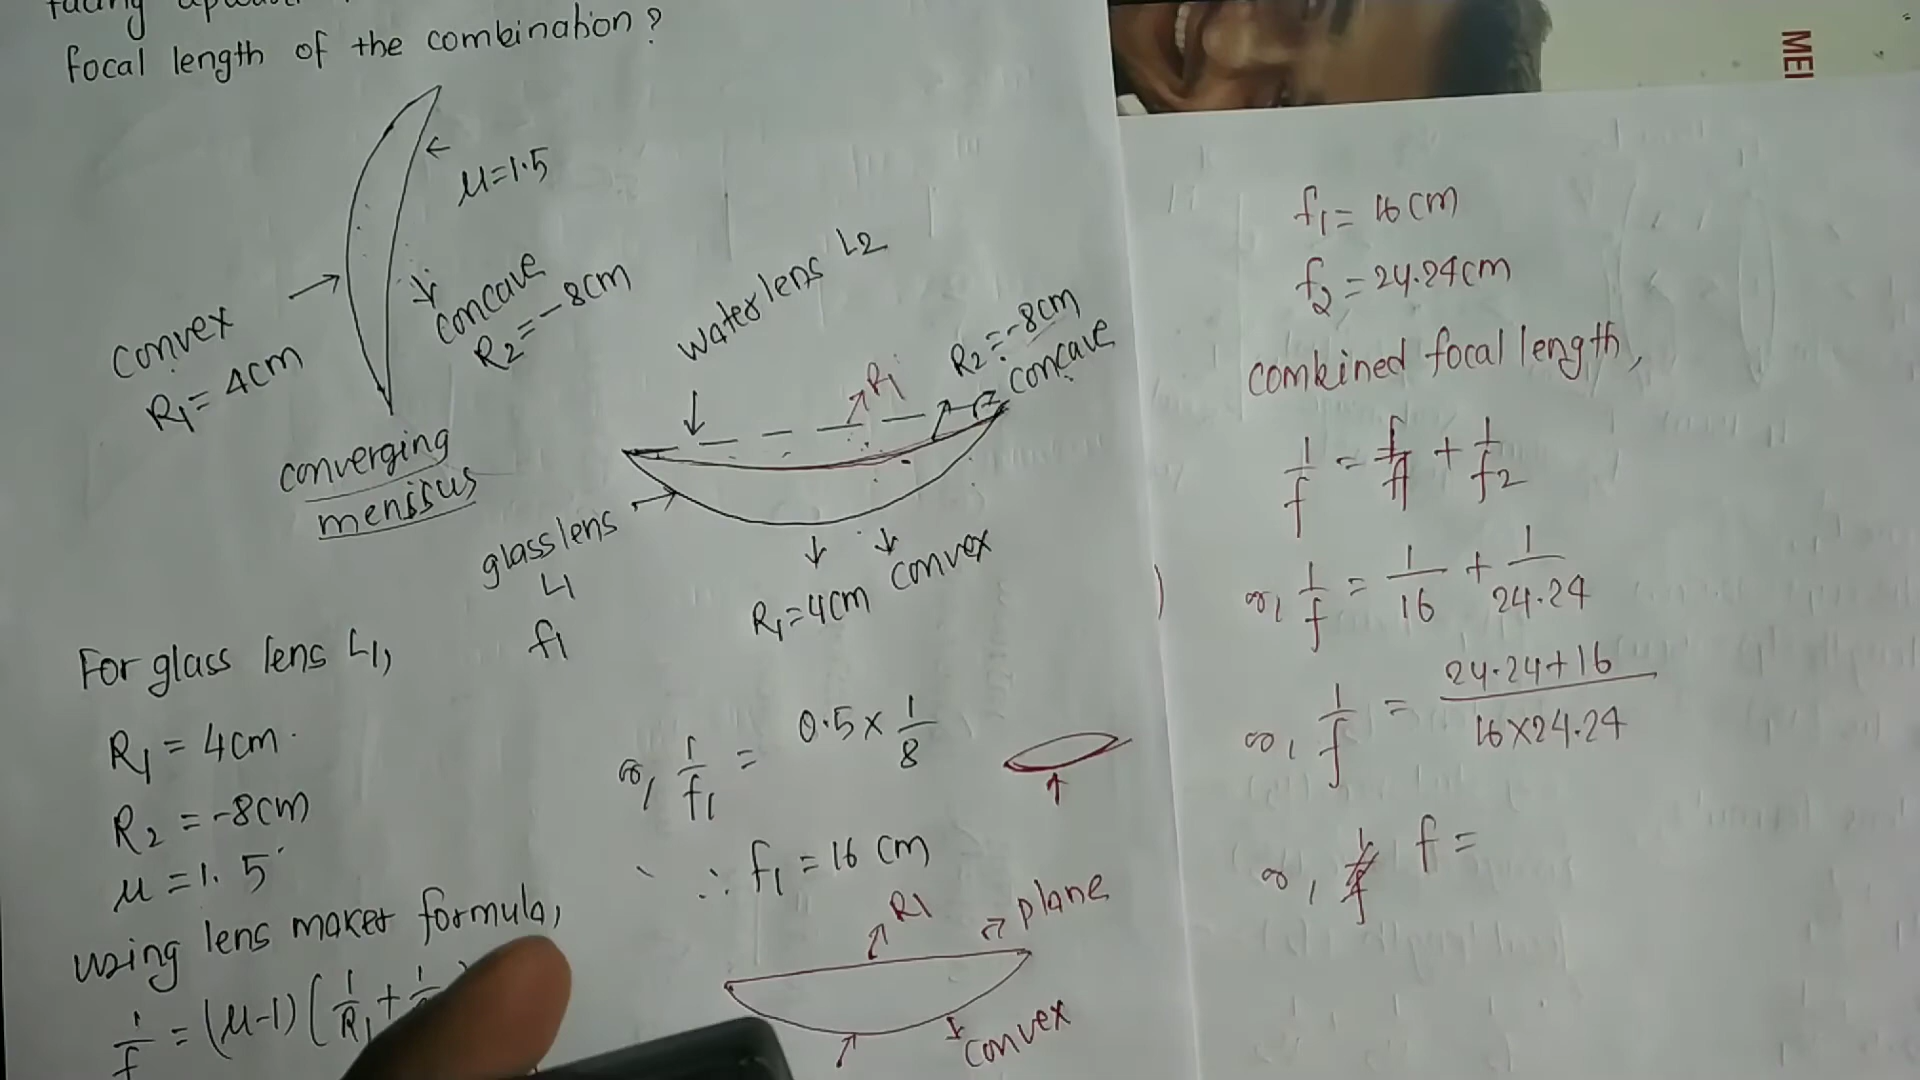 focal length of the combination?
μ=1.5
Convex
R1 = 4cm
concave
R2 = -8cm
converging
menisus
water lens L2
R1
R2 = -8cm
concave
glass lens
L1
f1
R1 = 4cm
convex
For glass lens L1,
R1 = 4cm.
R2 = -8cm
μ = 1.5
using lens maker formula,
1/f = (μ-1)(1/R1 + 1/
or, 1/f1 = 0.5 × 1/8
∴ f1 = 16 cm
R1
plane
convex
MEI
f1 = 16cm
f2 = 24.24cm
combined focal length,
1/f = 1/f1 + 1/f2
or, 1/f = 1/16 + 1/24.24
or, 1/f = 24.24+16/16×24.24
or, f =